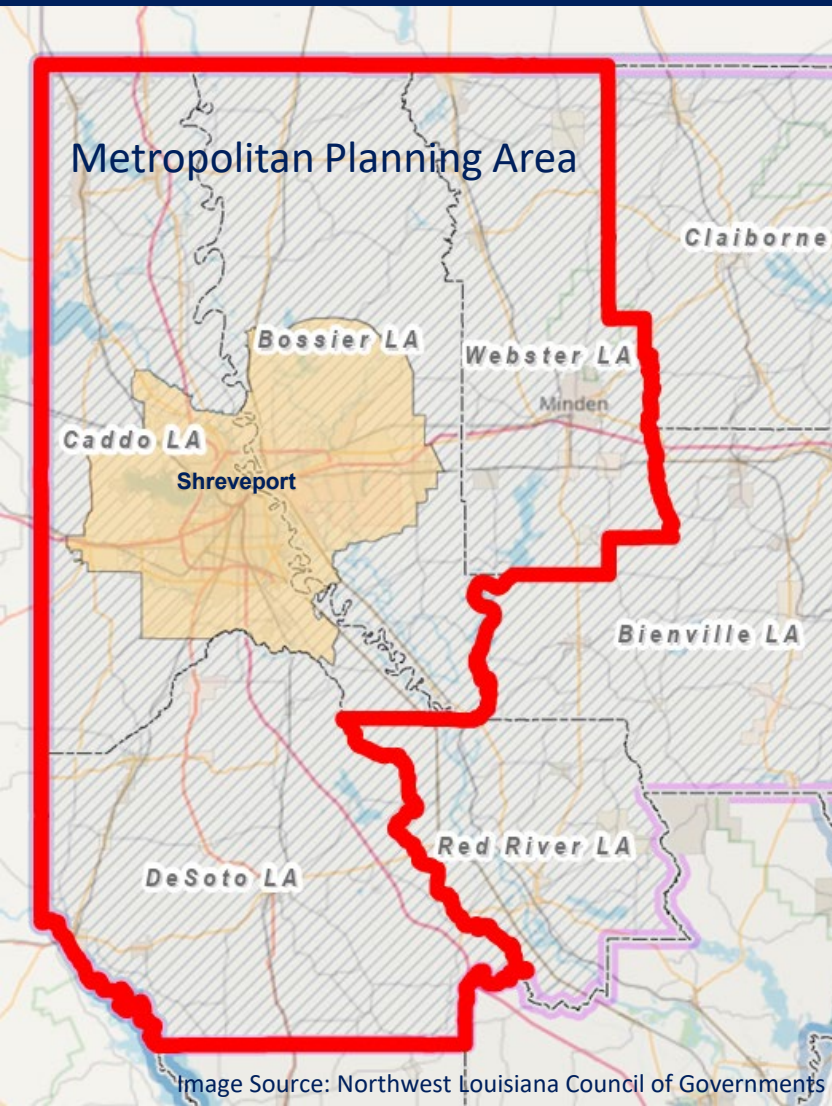 Metropolitan Planning Area
Claiborne
Bossier LA
Webster LA
Minden
Caddo LA
Shreveport
Bienville LA
Red River LA
DeSoto LA
Image Source: Northwest Louisiana Council of Governments